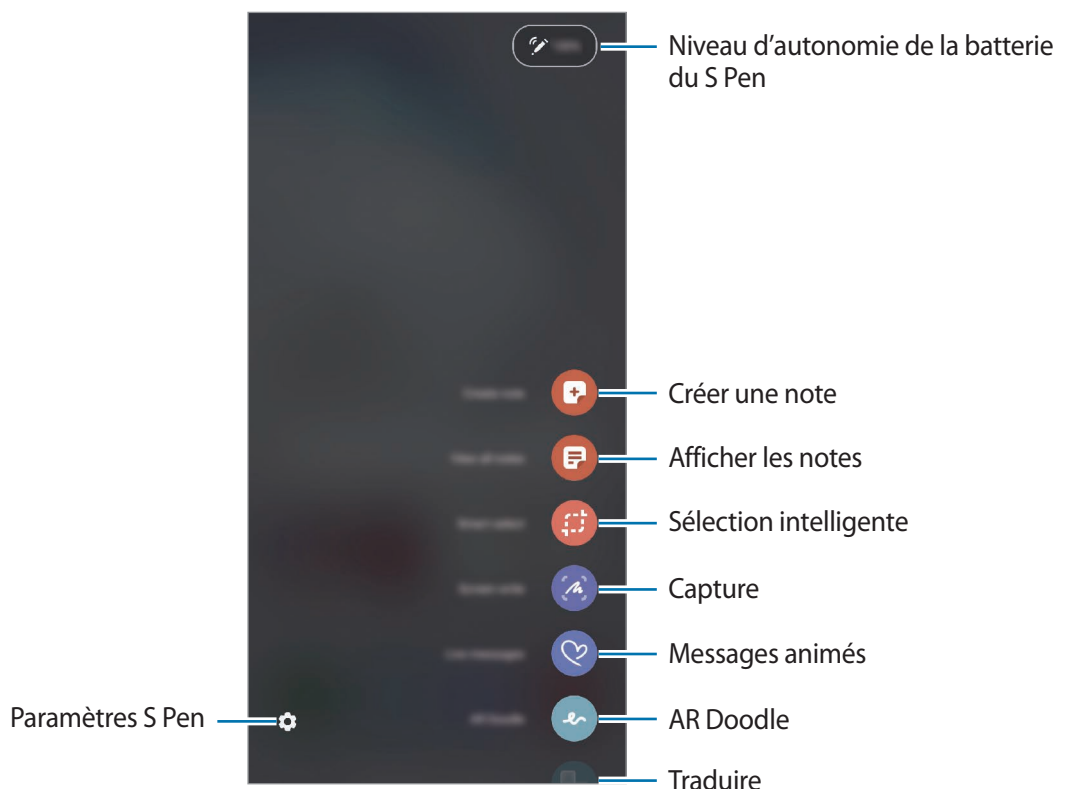 Niveau d'autonomie de la batterie
du S Pen
Créer une note
Afficher les notes
Sélection intelligente
Capture
Messages animés
Paramètres S Pen
AR Doodle
Traduire